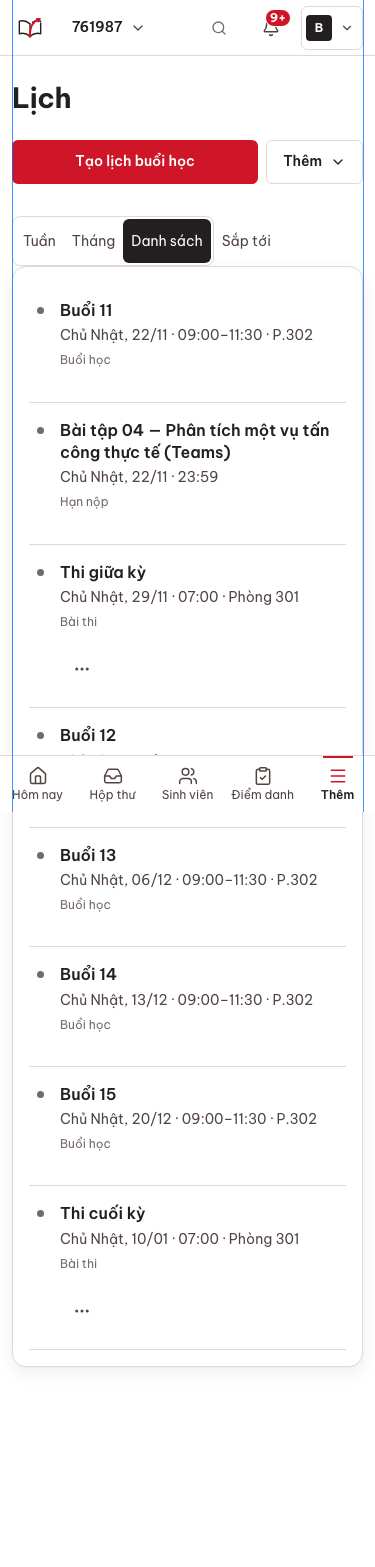 761987
9+
B
Lịch
Tạo lịch buổi học
Thêm
Tuần
Tháng
Danh sách
Sắp tới
Buổi 11
Chủ Nhật, 22/11 · 09:00–11:30 · P.302
Buổi học
Bài tập 04 — Phân tích một vụ tấn
công thực tế (Teams)
Chủ Nhật, 22/11 · 23:59
Hạn nộp
Thi giữa kỳ
Chủ Nhật, 29/11 · 07:00 · Phòng 301
Bài thi
...
Buổi 12
Hôm nay
Hộp thư
Sinh viên
Điểm danh
Thêm
Buổi 13
Chủ Nhật, 06/12 · 09:00–11:30 · P.302
Buổi học
Buổi 14
Chủ Nhật, 13/12 · 09:00–11:30 · P.302
Buổi học
Buổi 15
Chủ Nhật, 20/12 · 09:00–11:30 · P.302
Buổi học
Thi cuối kỳ
Chủ Nhật, 10/01 · 07:00 · Phòng 301
Bài thi
...